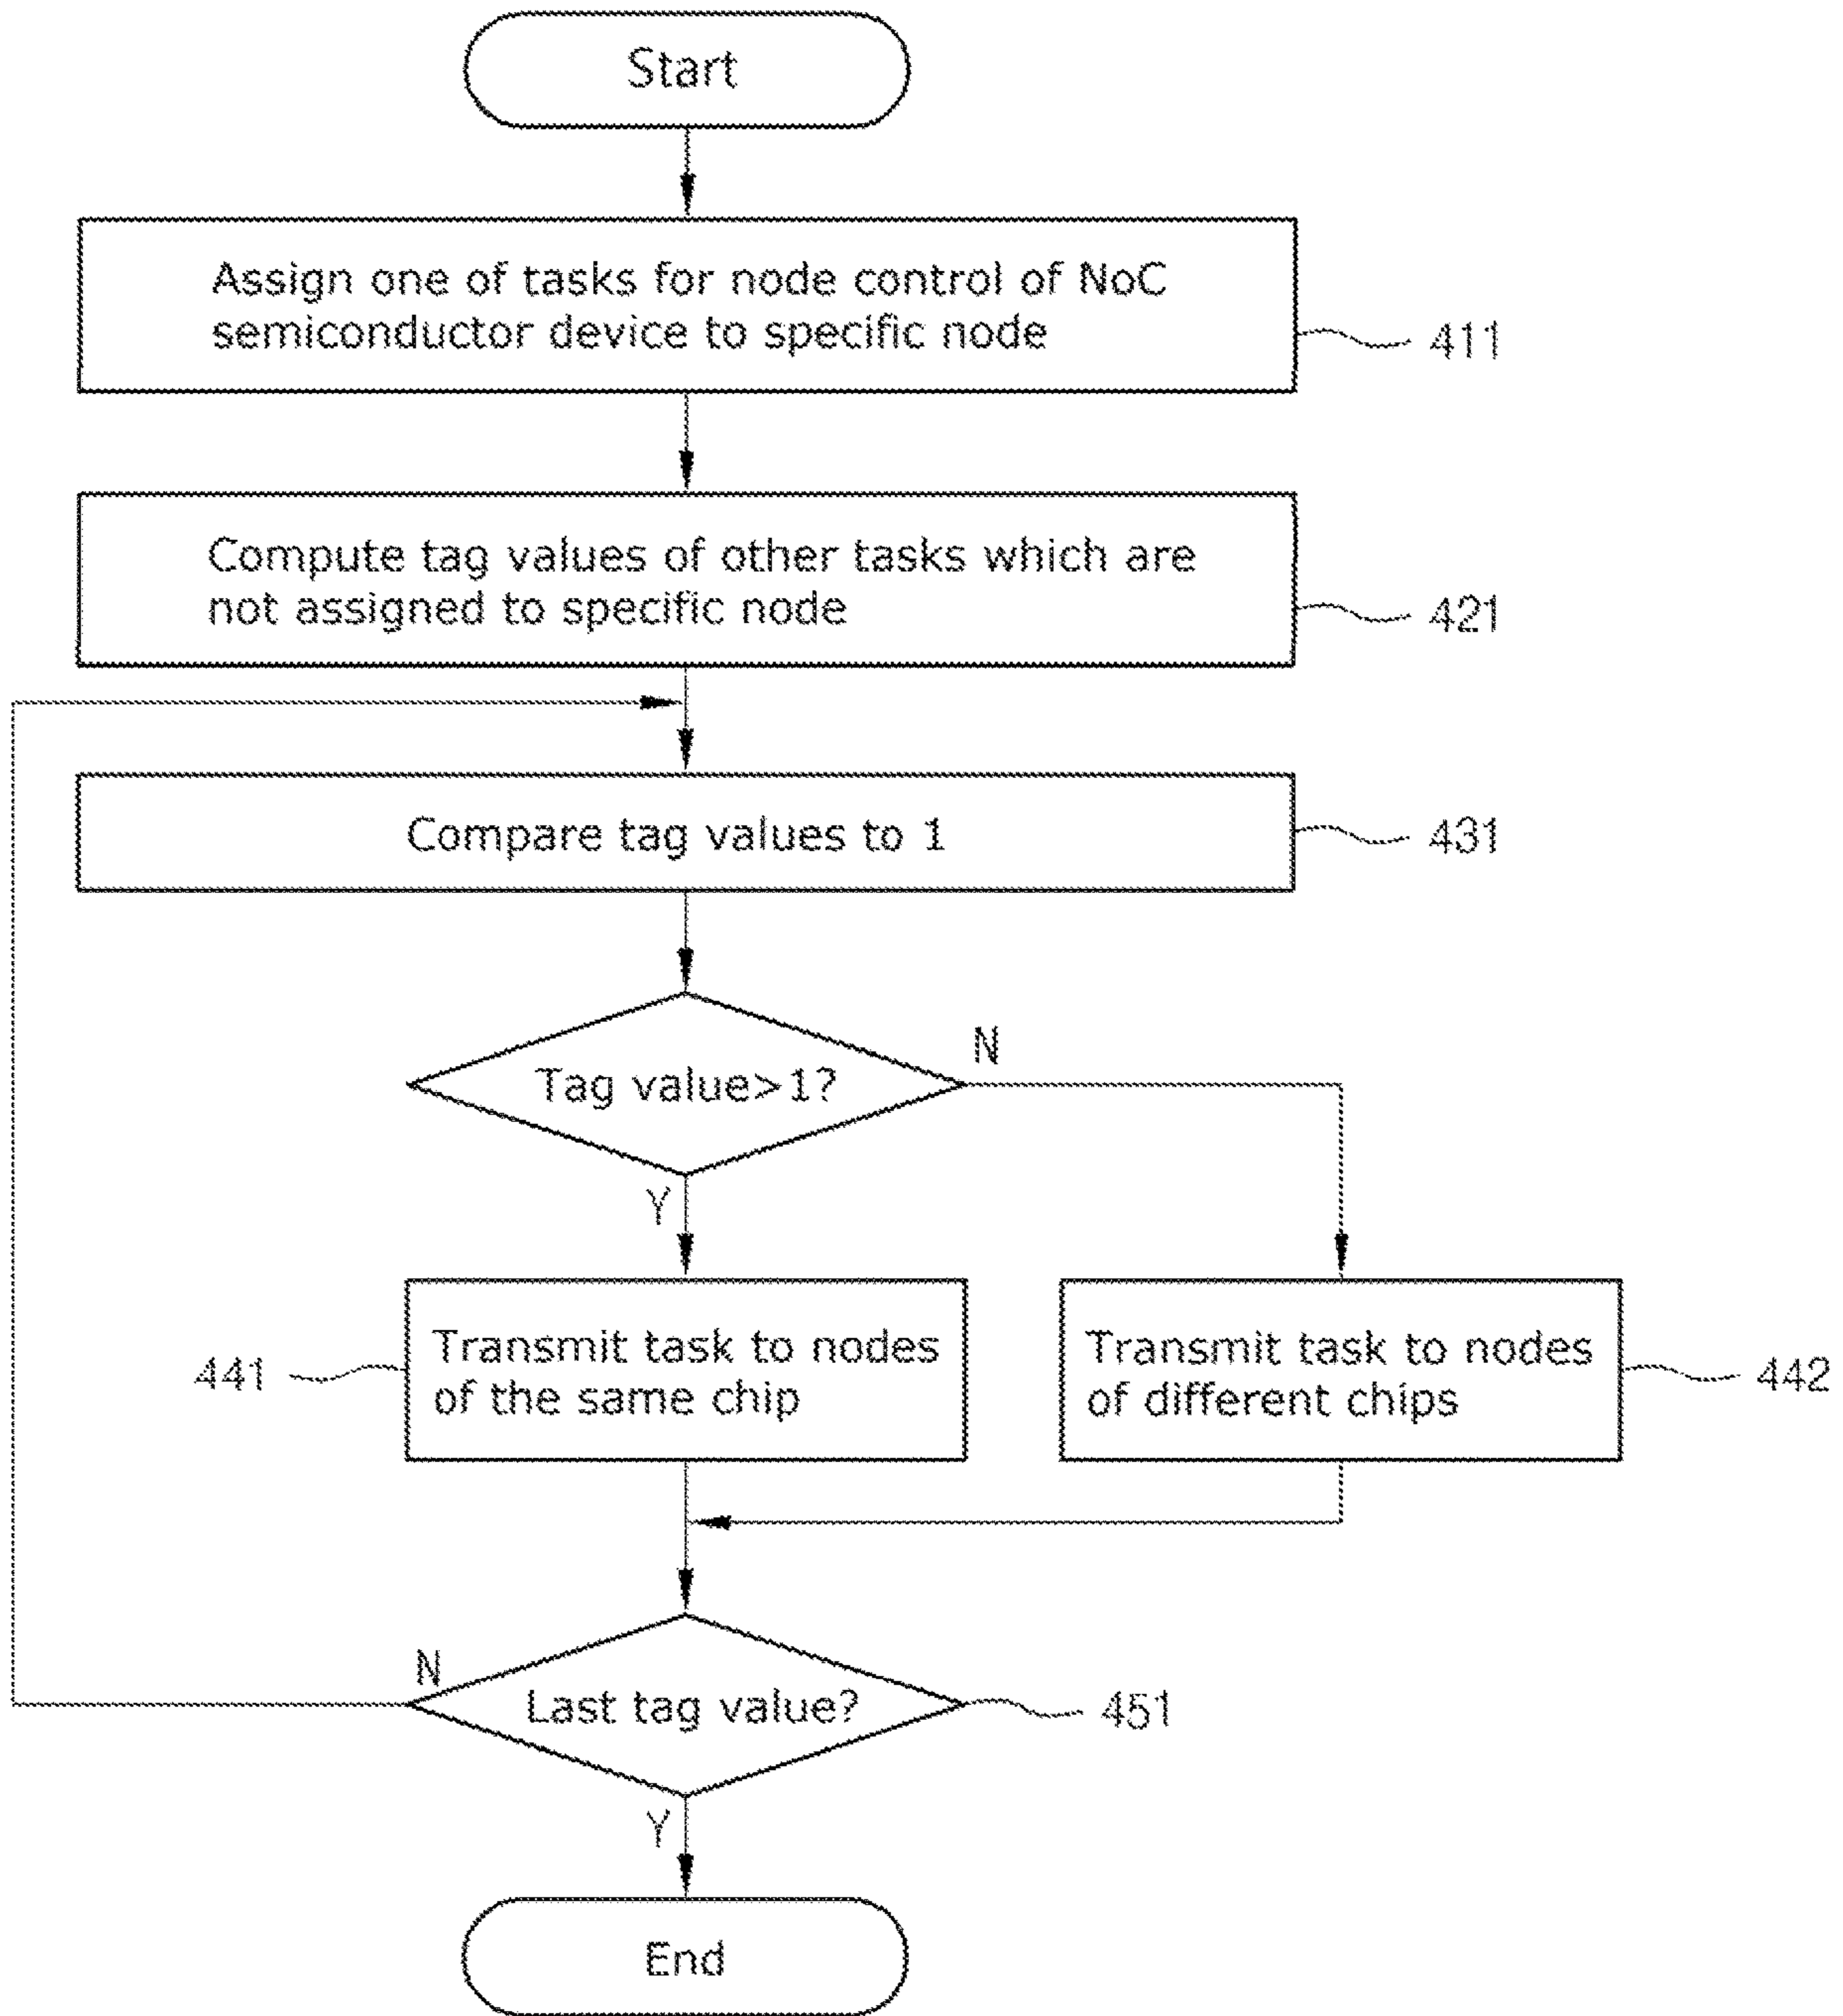 Start
Assign one of tasks for node control of NoC
semiconductor device to specific node
411
Compute tag values of other tasks which are
not assigned to specific node
421
Compare tag values to 1
431
Tag value>1?
N
Y
441
Transmit task to nodes
of the same chip
Transmit task to nodes
of different chips
442
N
Last tag value?
451
Y
End